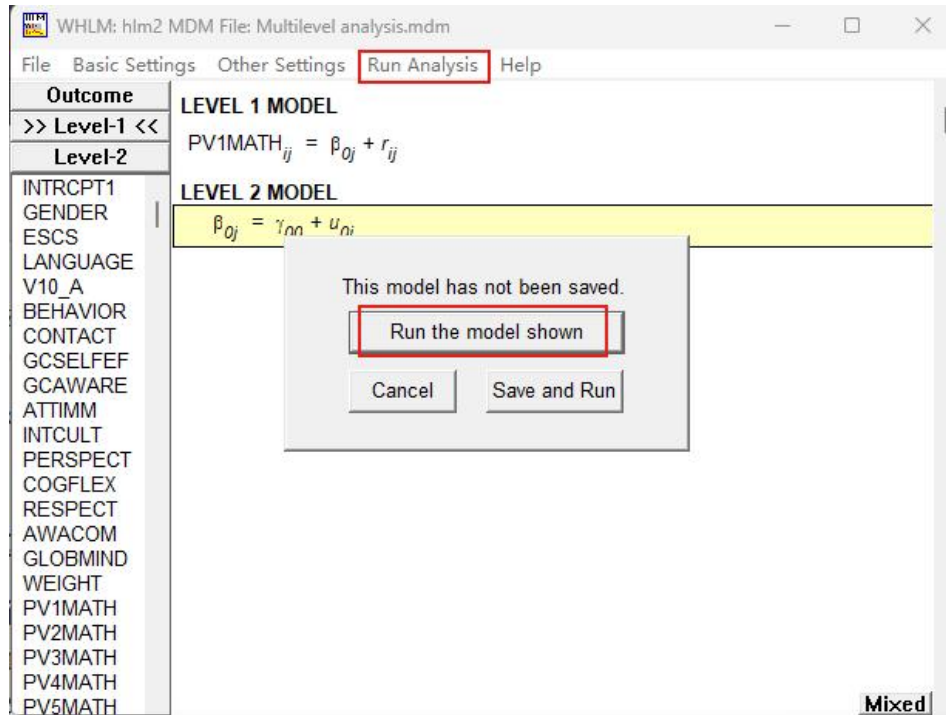 WHLM: hlm2 MDM File: Multilevel analysis.mdm
File Basic Settings Other Settings Run Analysis Help
Outcome
>> Level-1 <<
Level-2
INTRCPT1
GENDER
ESCS
LANGUAGE
V10_A
BEHAVIOR
CONTACT
GCSELFEF
GCAWARE
ATTIMM
INTCULT
PERSPECT
COGFLEX
RESPECT
AWACOM
GLOBMIND
WEIGHT
PV1MATH
PV2MATH
PV3MATH
PV4MATH
PV5MATH
LEVEL 1 MODEL
PV1MATHij = β0j + rij
LEVEL 2 MODEL
β0j = γ00 + u0j
This model has not been saved.
Run the model shown
Cancel Save and Run
Mixed